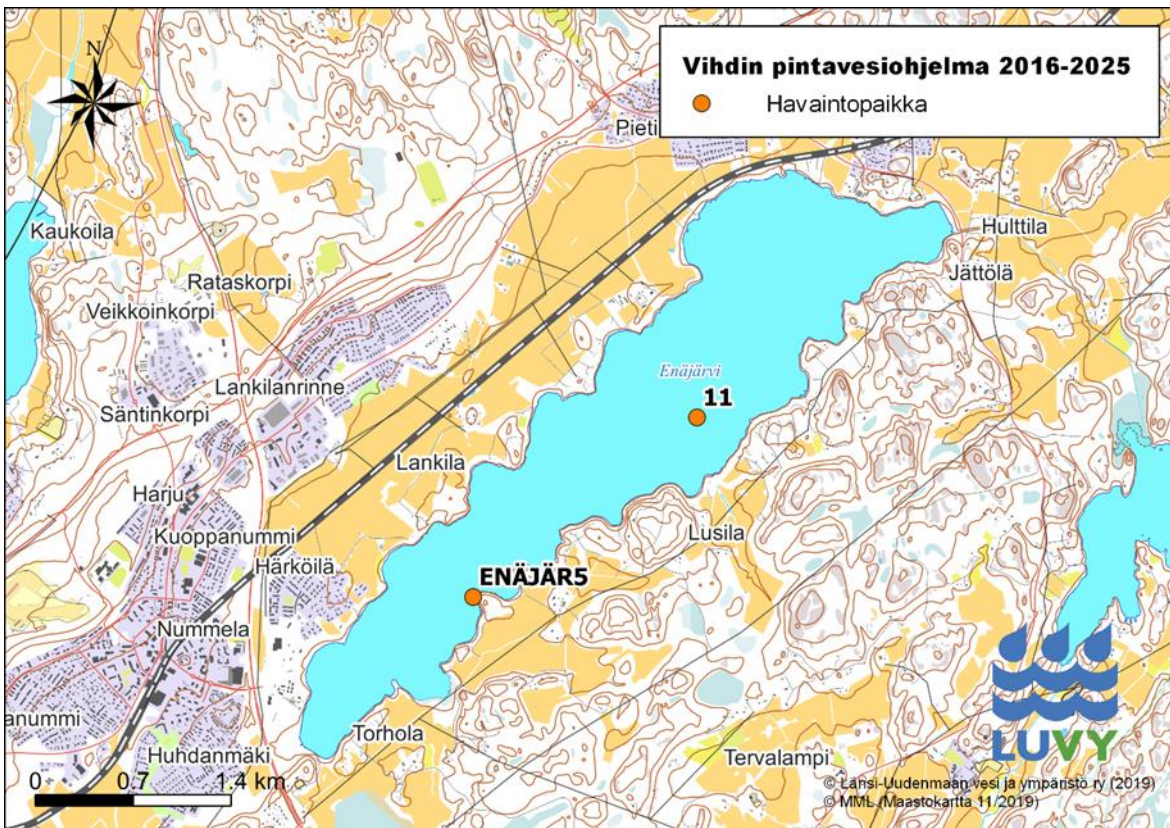 N
Vihdin pintavesiohjelma 2016-2025
Havaintopaikka
Pieti
Kaukoila
Hulttila
Jättölä
Rataskorpi
Veikkoinkorpi
Enäjärvi
Lankilanrinne
11
Säntinkorpi
Lankila
Harju
Lusila
Kuoppanummi
Härköilä
ENÄJÄR5
Nummela
anummi
Torhola
Huhdanmäki
Tervalampi
LUVY
0 0.7 1.4 km
© Länsi-Uudenmaan vesi ja ympäristö ry (2019)
© MML (Maastokartta 11/2019)